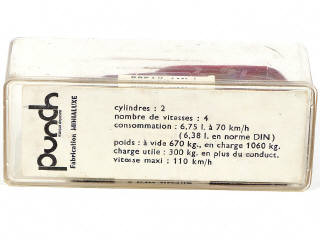 punch
Fabrication MINIALUXE
cylindres : 2
nombre de vitesses : 4
consommation : 6,75 l. à 70 km/h
(6,38 l. en norme DIN)
poids : à vide 670 kg., en charge 1060 kg.
charge utile : 300 kg. en plus du conduct.
vitesse maxi : 110 km/h